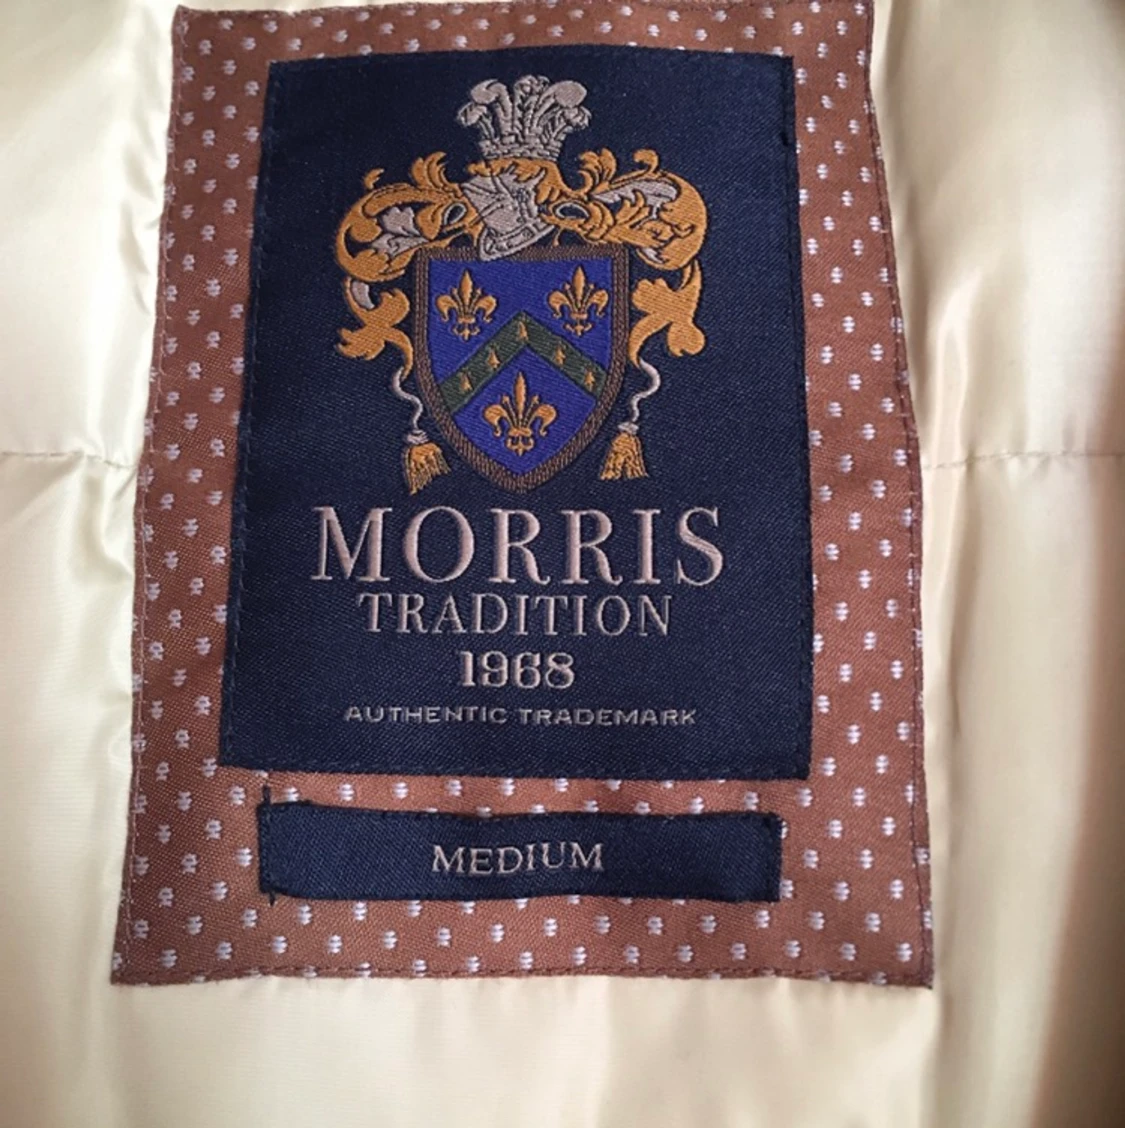 MORRIS
TRADITION
1968
AUTHENTIC TRADEMARK
MEDIUM